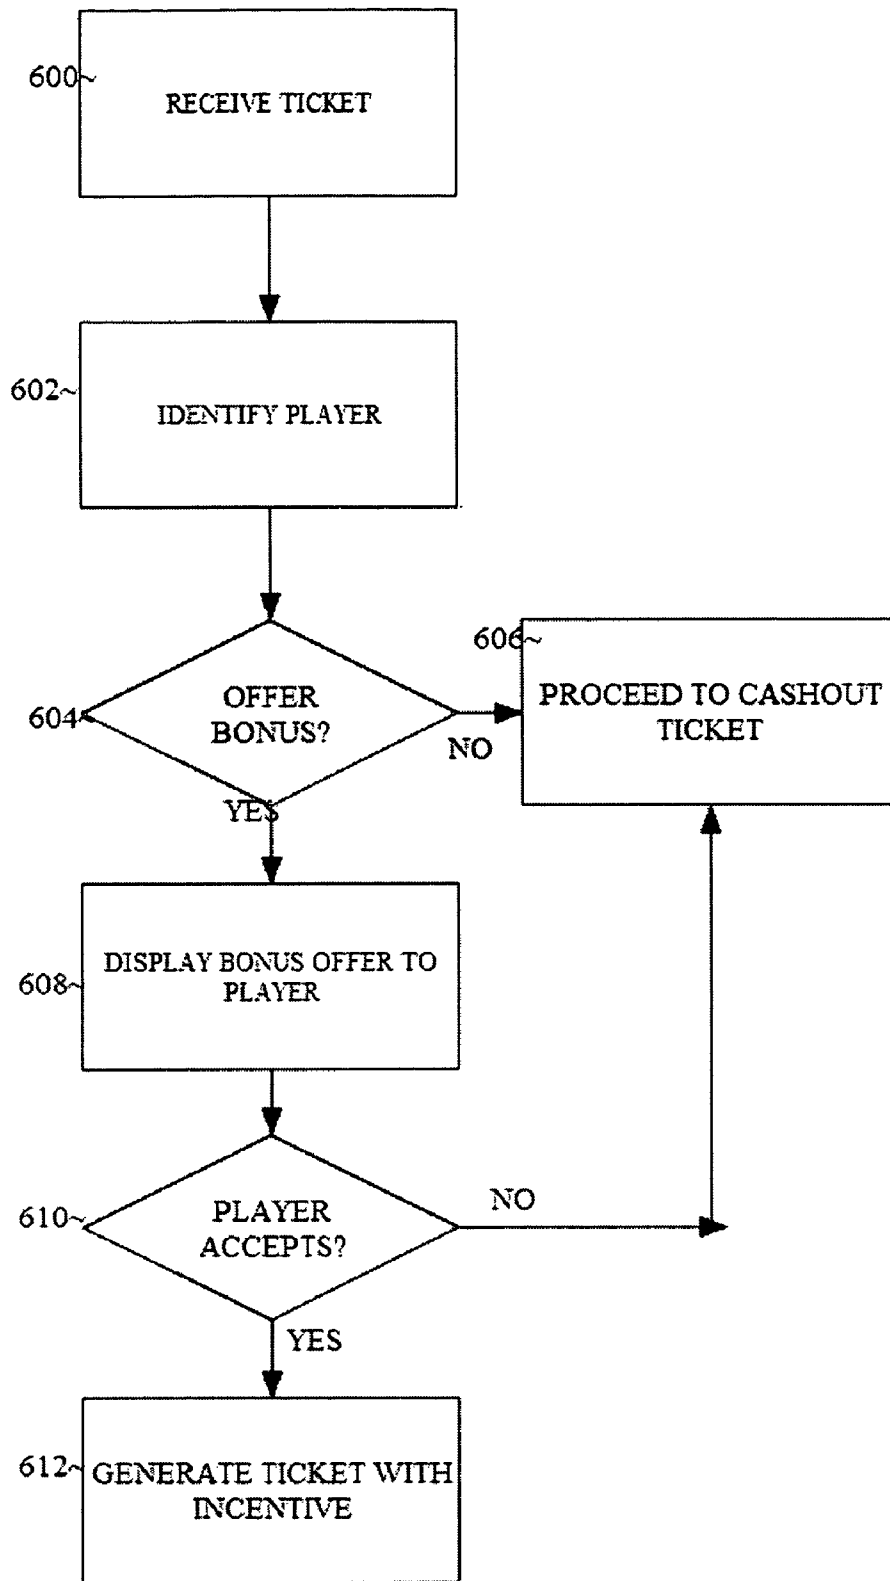 600~
RECEIVE TICKET
602~
IDENTIFY PLAYER
604~
OFFER
BONUS?
NO
606~
PROCEED TO CASHOUT
TICKET
YES
608~
DISPLAY BONUS OFFER TO
PLAYER
610~
PLAYER
ACCEPTS?
NO
YES
612~
GENERATE TICKET WITH
INCENTIVE